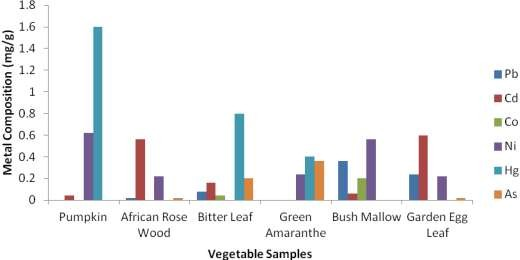 Metal Composition (mg/g)
1.8
1.6
1.4
1.2
1
0.8
0.6
0.4
0.2
0
Pumpkin
African Rose
Wood
Bitter Leaf
Green
Amaranthe
Bush Mallow
Garden Egg
Leaf
Vegetable Samples
Pb
Cd
Co
Ni
Hg
As